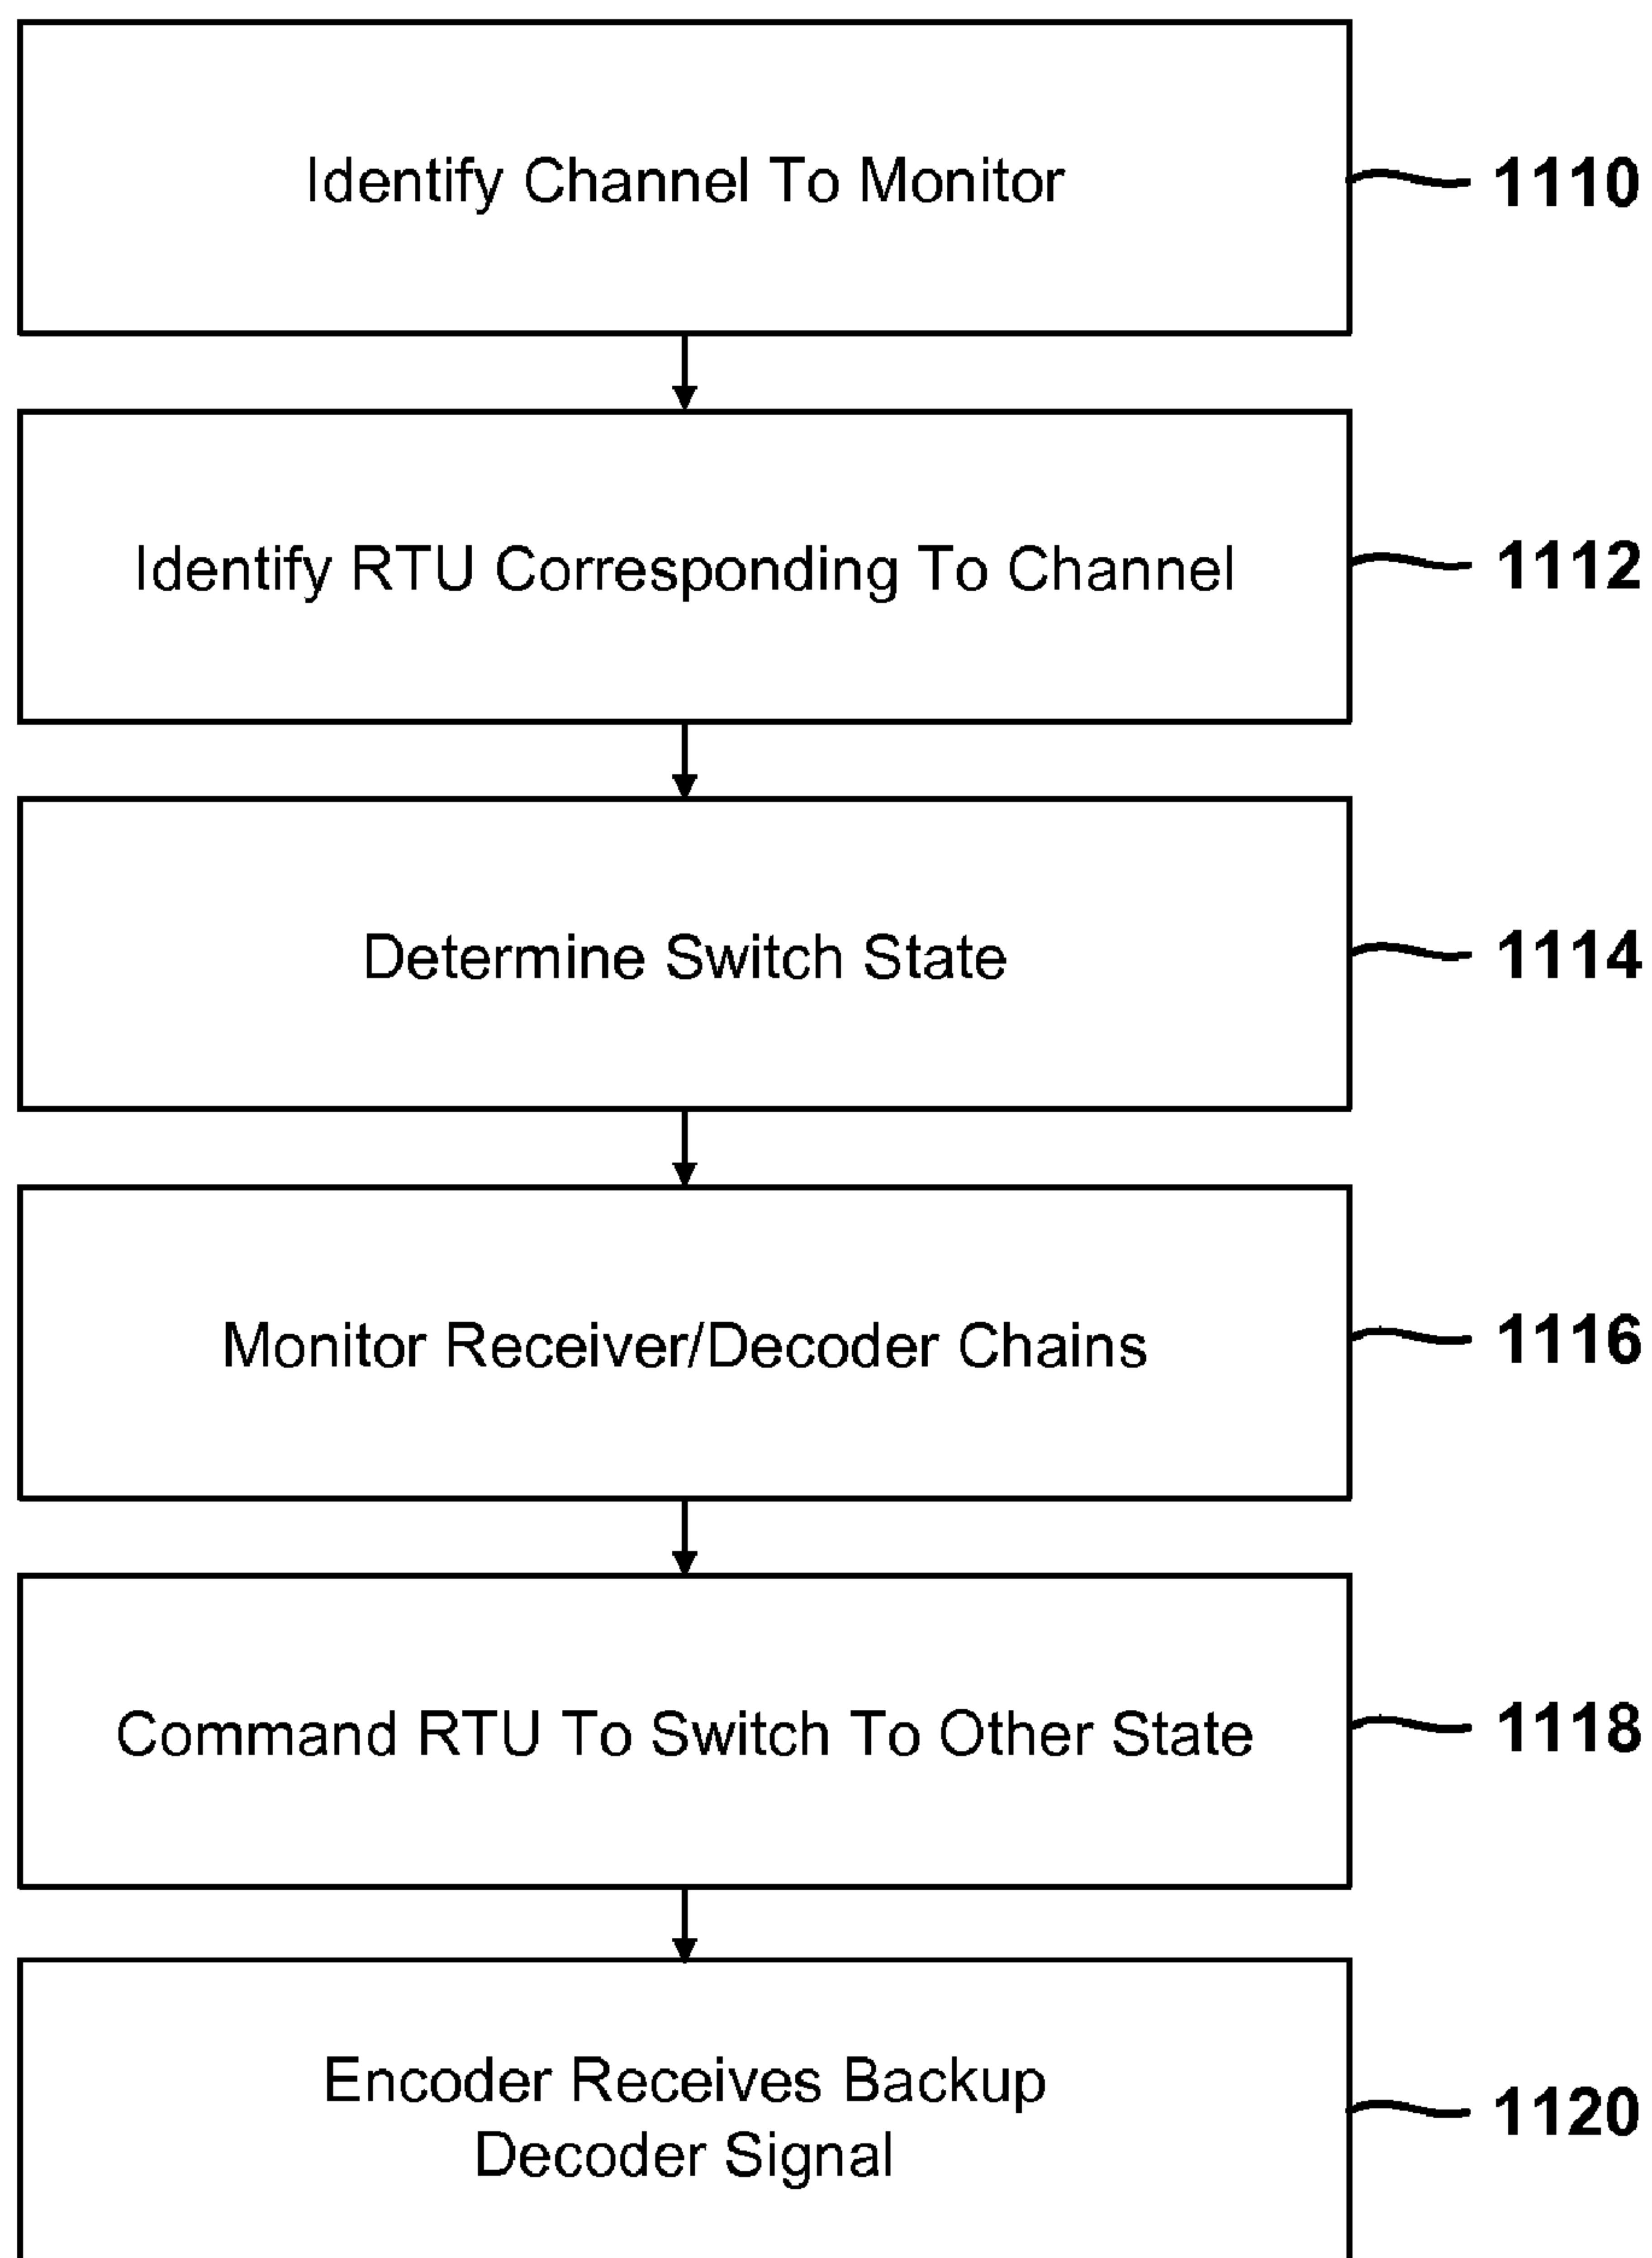 Identify Channel To Monitor
1110
Identify RTU Corresponding To Channel
1112
Determine Switch State
1114
Monitor Receiver/Decoder Chains
1116
Command RTU To Switch To Other State
1118
Encoder Receives Backup
Decoder Signal
1120